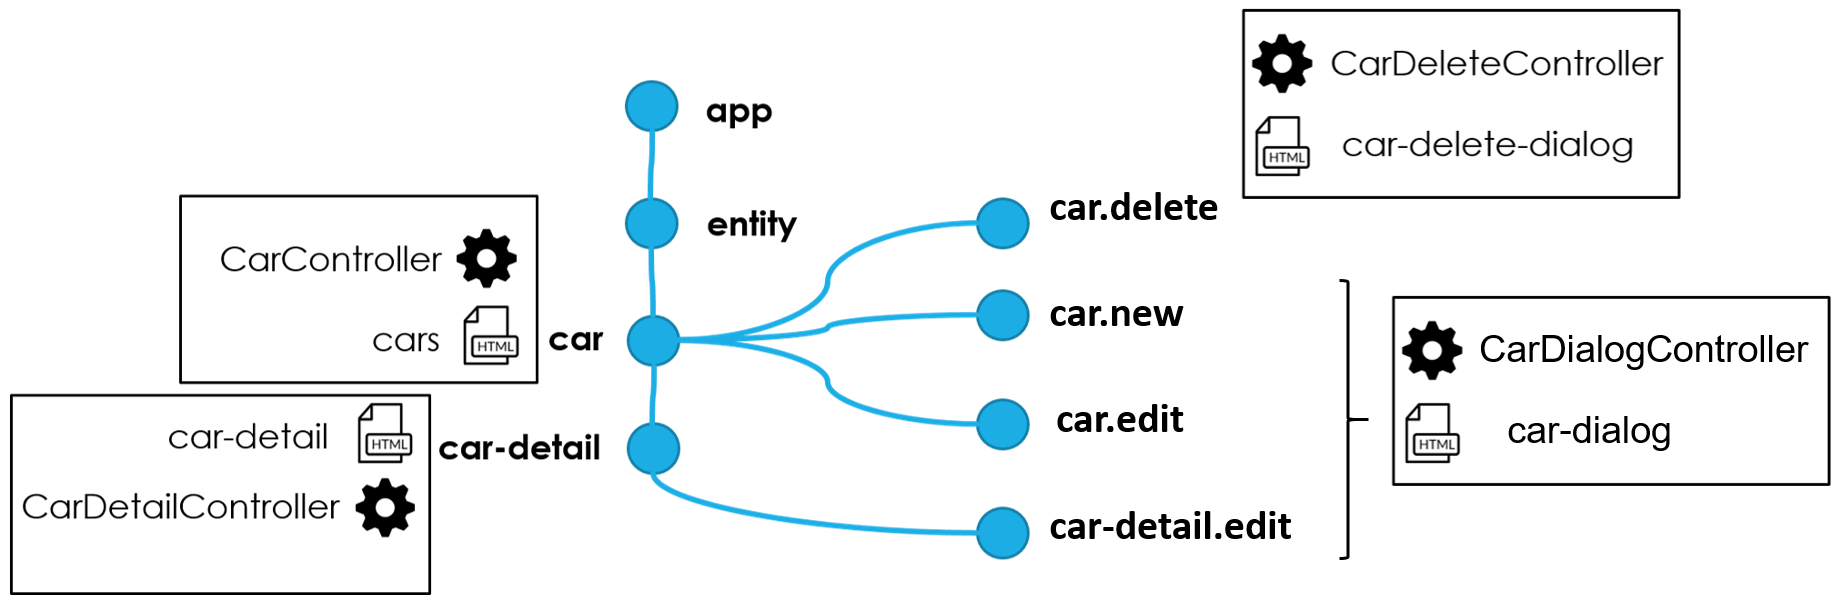 app
entity
car
car-detail
CarController
HTML
cars
HTML
car-detail
CarDetailController
car.delete
car.new
car.edit
car-detail.edit
CarDeleteController
HTML
car-delete-dialog
CarDialogController
HTML
car-dialog